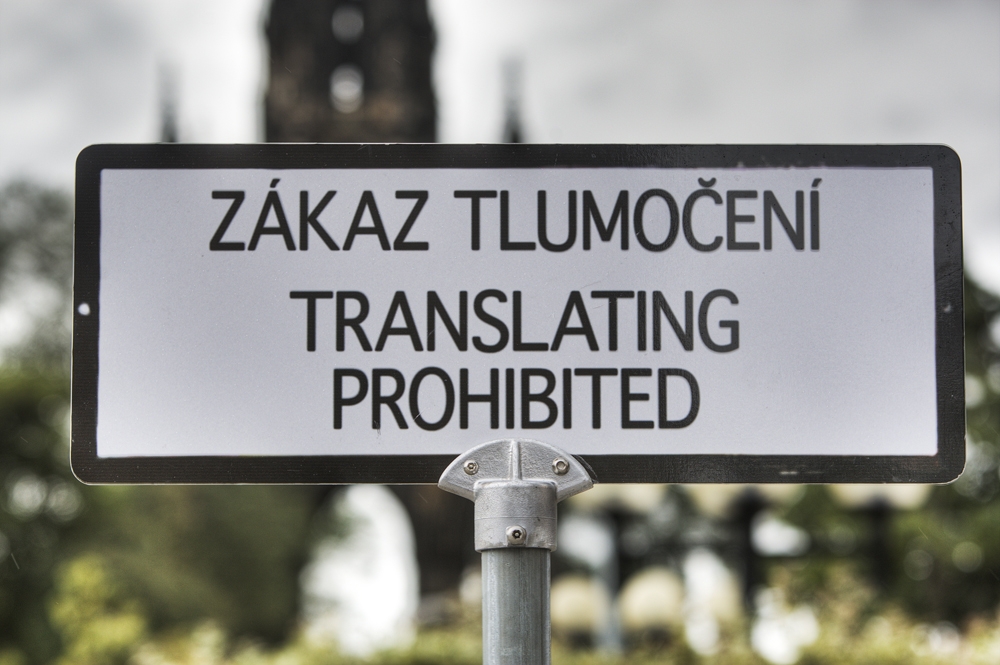 ZÁKAZ TLUMOČENÍ
TRANSLATING
PROHIBITED